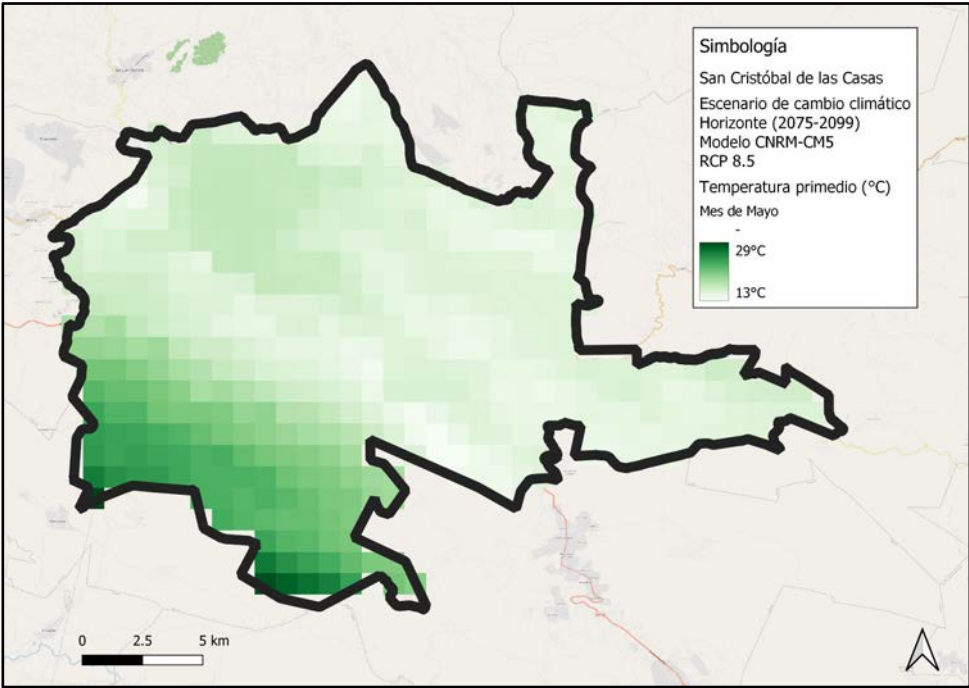 Simbología
San Cristóbal de las Casas
Escenario de cambio climático
Horizonte (2075-2099)
Modelo CNRM-CM5
RCP 8.5
Temperatura primedio (°C)
Mes de Mayo
-
29°C
13°C
0 2.5 5 km